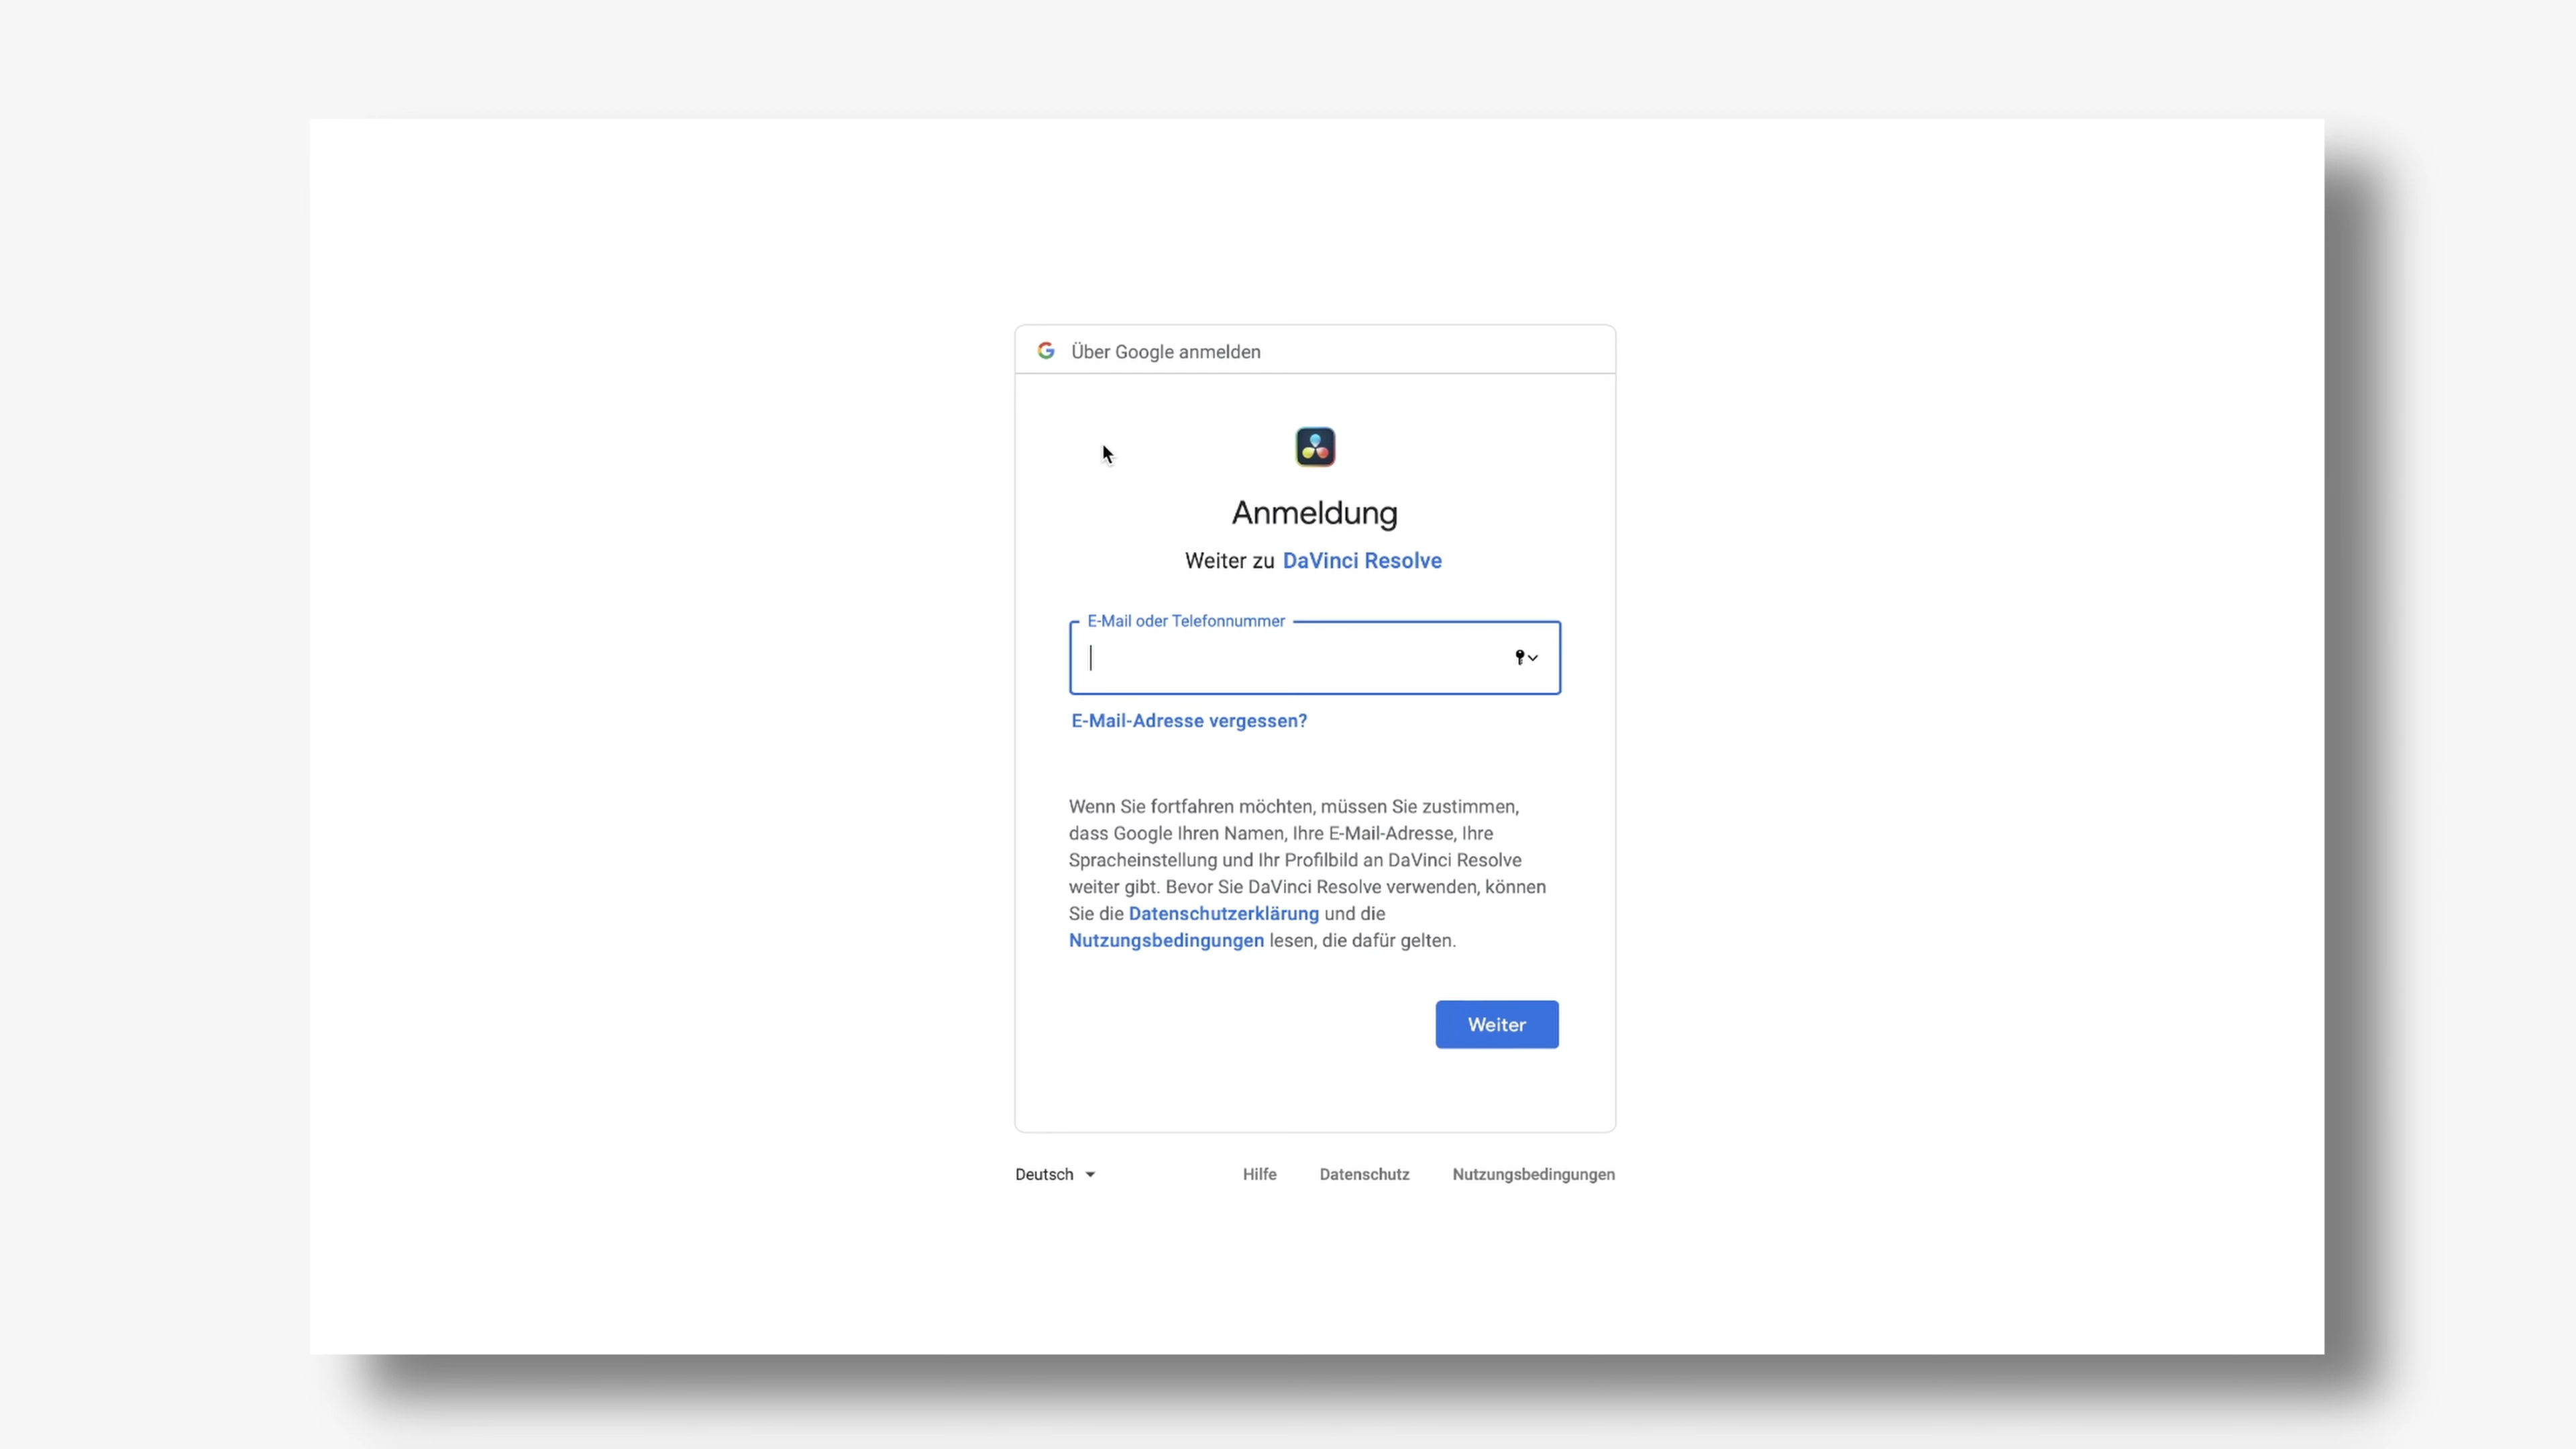 Über Google anmelden
Anmeldung
Weiter zu DaVinci Resolve
E-Mail oder Telefonnummer
E-Mail-Adresse vergessen?
Wenn Sie fortfahren möchten, müssen Sie zustimmen,
dass Google Ihren Namen, Ihre E-Mail-Adresse, Ihre
Spracheinstellung und Ihr Profilbild an DaVinci Resolve
weiter gibt. Bevor Sie DaVinci Resolve verwenden, können
Sie die Datenschutzerklärung und die
Nutzungsbedingungen lesen, die dafür gelten.
Weiter
Deutsch Hilfe Datenschutz Nutzungsbedingungen